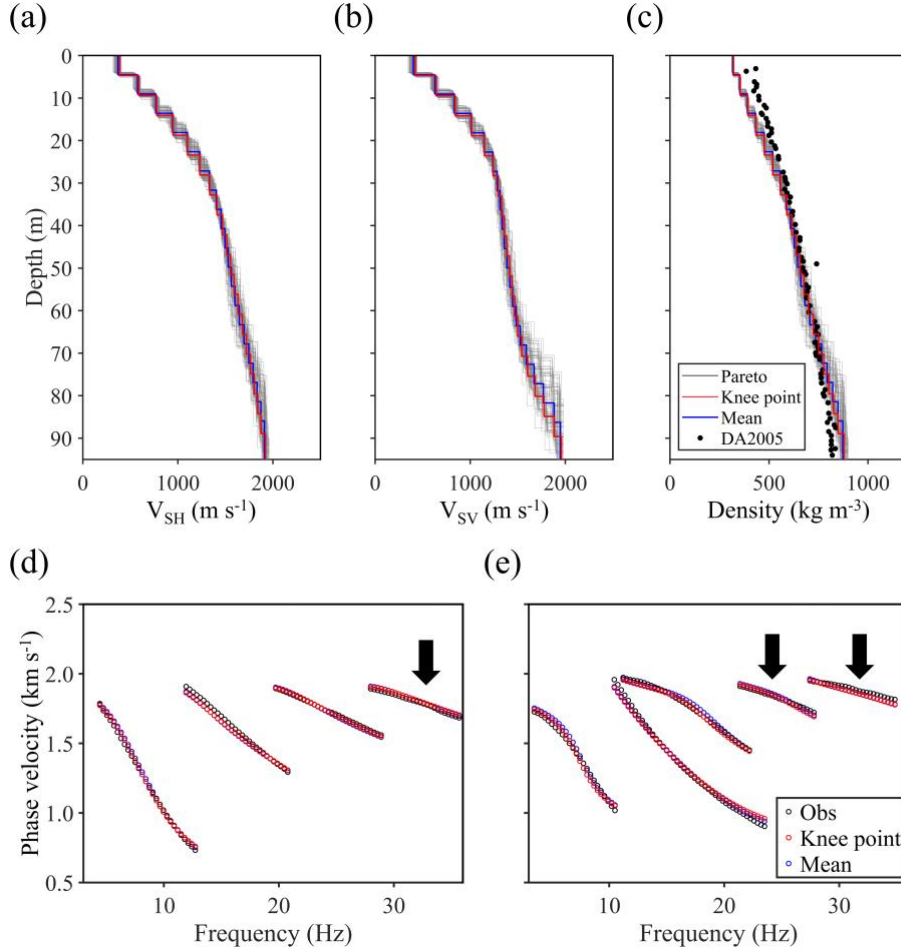 (a)
(b)
(c)
0
10
20
30
40
50
60
70
80
90
Depth (m)
0
1000
2000
V_SH (m s⁻¹)
0
1000
2000
V_SV (m s⁻¹)
0
500
1000
Density (kg m⁻³)
Pareto
Knee point
Mean
DA2005
(d)
(e)
2.5
2.0
1.5
1.0
0.5
Phase velocity (km s⁻¹)
10
20
30
Frequency (Hz)
10
20
30
Frequency (Hz)
Obs
Knee point
Mean